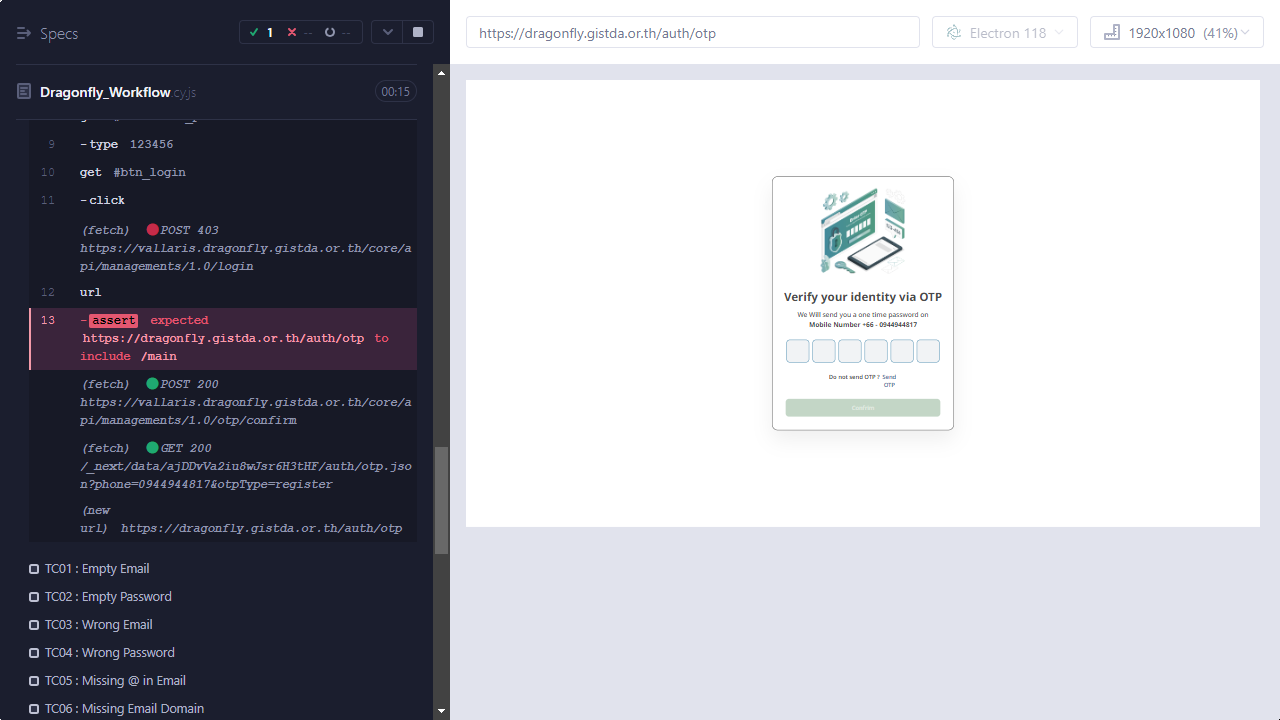 Specs
1
--
--
https://dragonfly.gistda.or.th/auth/otp
Electron 118
1920x1080 (41%)
Dragonfly_Workflow.cy.js
00:15
9 -type 123456
10 get #btn_login
11 -click
(fetch) POST 403
https://vallaris.dragonfly.gistda.or.th/core/a
pi/managements/1.0/login
12 url
13 -assert expected
https://dragonfly.gistda.or.th/auth/otp to
include /main
(fetch) POST 200
https://vallaris.dragonfly.gistda.or.th/core/a
pi/managements/1.0/otp/confirm
(fetch) GET 200
/_next/data/ajDDvVa2iu8wJsr6H3tHF/auth/otp.jso
n?phone=0944944817&otpType=register
(new
url) https://dragonfly.gistda.or.th/auth/otp
TC01 : Empty Email
TC02 : Empty Password
TC03 : Wrong Email
TC04 : Wrong Password
TC05 : Missing @ in Email
TC06 : Missing Email Domain
Verify your identity via OTP
We Will send you a one time password on
Mobile Number +66 - 0944944817
Do not send OTP ? Send
OTP
Confirm